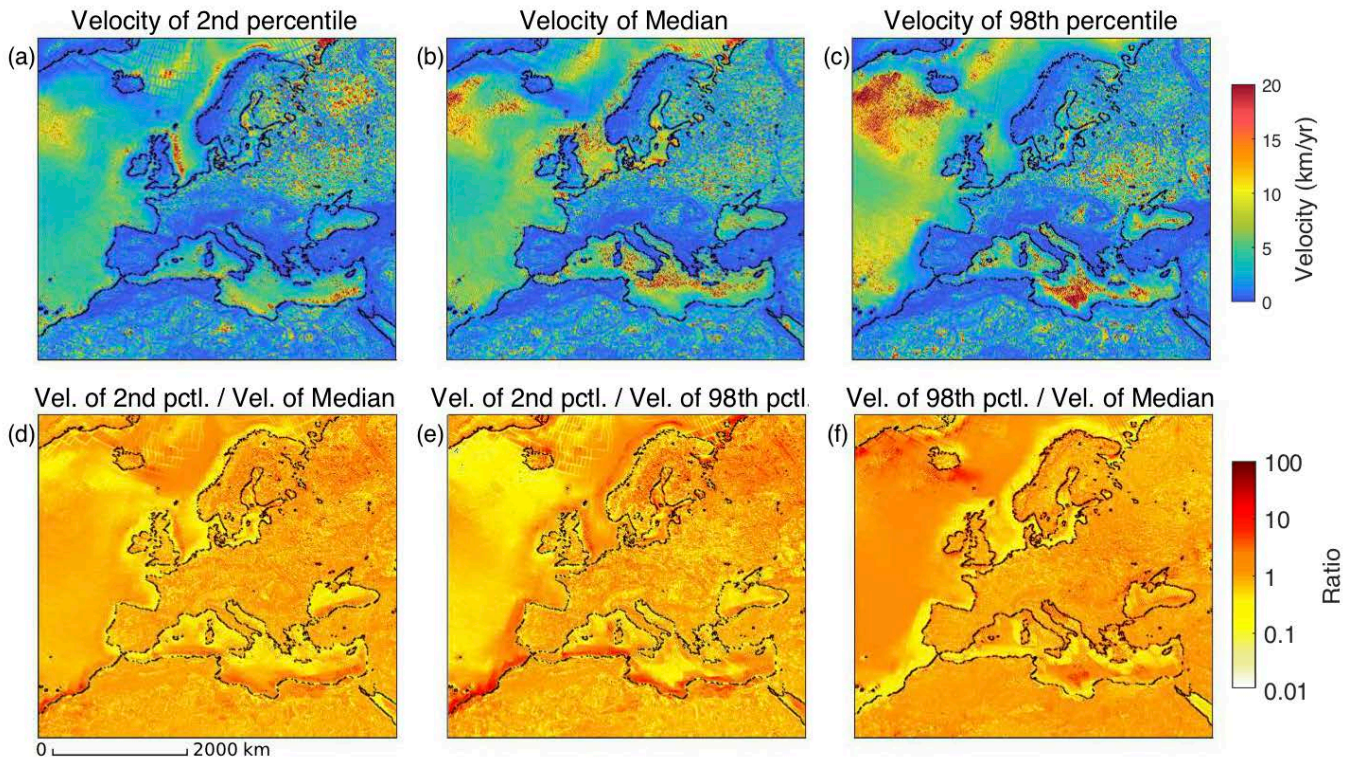 Velocity of 2nd percentile
Velocity of Median
Velocity of 98th percentile
(a)
(b)
(c)
20
15
10
5
0
Velocity (km/yr)
Vel. of 2nd pctl. / Vel. of Median
Vel. of 2nd pctl. / Vel. of 98th pctl.
Vel. of 98th pctl. / Vel. of Median
(d)
(e)
(f)
100
10
1
0.1
0.01
Ratio
0 2000 km